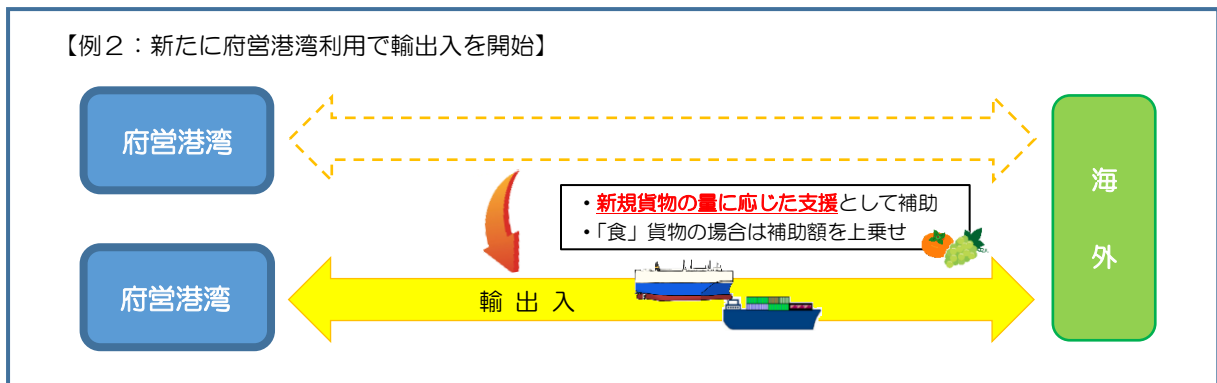 【例２：新たに府営港湾利用で輸出入を開始】
府営港湾
・新規貨物の量に応じた支援として補助
・「食」貨物の場合は補助額を上乗せ
府営港湾
輸 出 入
海
外